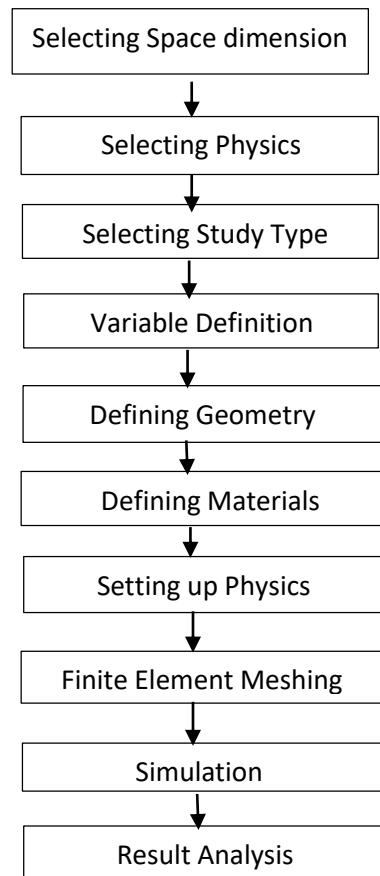 Selecting Space dimension
Selecting Physics
Selecting Study Type
Variable Definition
Defining Geometry
Defining Materials
Setting up Physics
Finite Element Meshing
Simulation
Result Analysis